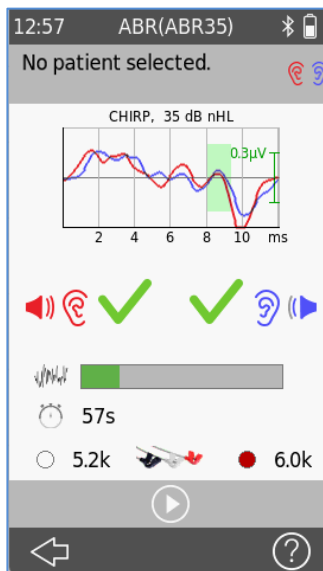 12:57 ABR(ABR35)
No patient selected.
CHIRP, 35 dB nHL
0.3µV
2 4 6 8 10 ms
57s
5.2k 6.0k
?